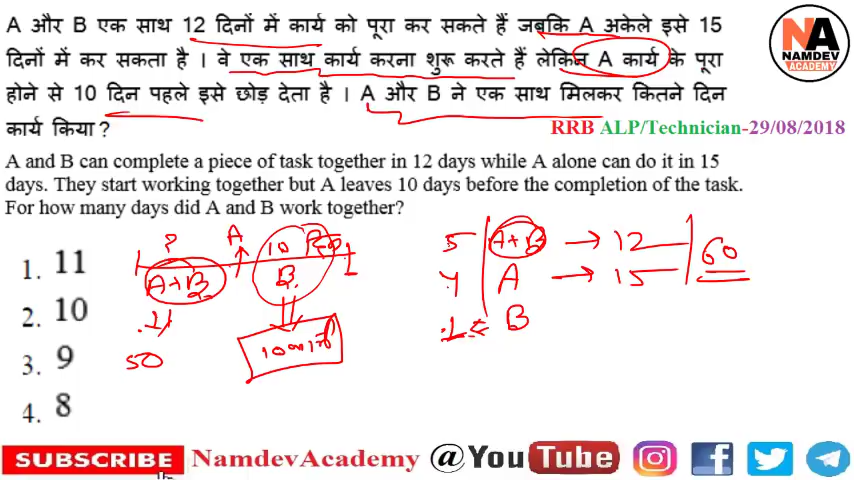 A और B एक साथ 12 दिनों में कार्य को पूरा कर सकते हैं जबकि A अकेले इसे 15
दिनों में कर सकता है । वे एक साथ कार्य करना शुरू करते हैं लेकिन A कार्य के पूरा
होने से 10 दिन पहले इसे छोड़ देता है । A और B ने एक साथ मिलकर कितने दिन
कार्य किया?
NA
NAMDEV
ACADEMY
RRB ALP/Technician-29/08/2018
A and B can complete a piece of task together in 12 days while A alone can do it in 15
days. They start working together but A leaves 10 days before the completion of the task.
For how many days did A and B work together?
? A 10
A+B B
50
5 A+B → 12 60
4 A → 15
1 ← B
1. 11
2. 10
3. 9
4. 8
SUBSCRIBE NamdevAcademy @YouTube